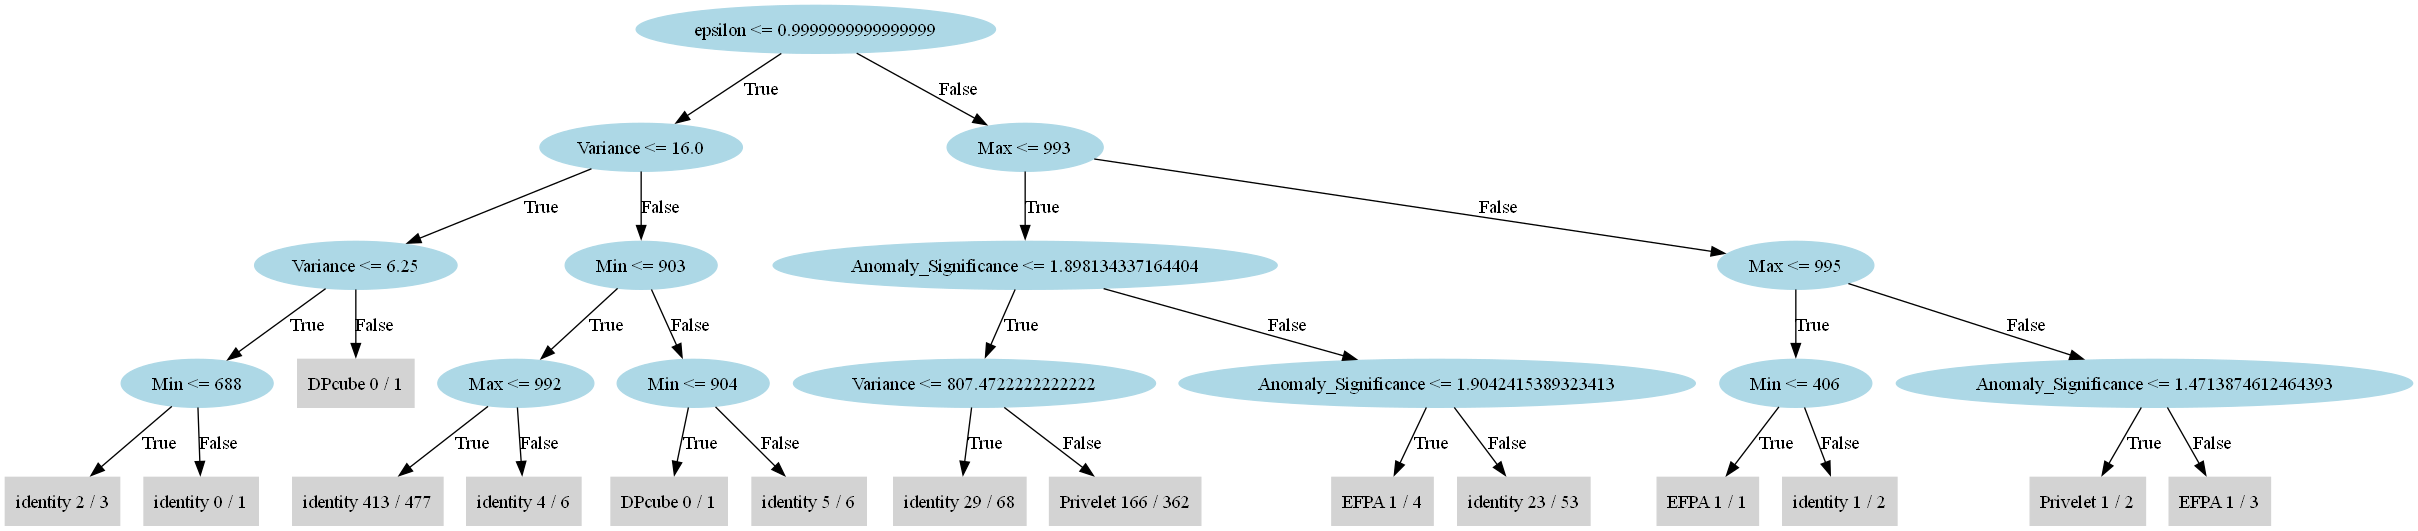 epsilon <= 0.9999999999999999
True
False
Variance <= 16.0
Max <= 993
True
False
True
False
Variance <= 6.25
Min <= 903
Anomaly_Significance <= 1.898134337164404
Max <= 995
True
False
True
False
True
False
True
False
Min <= 688
DPcube 0 / 1
Max <= 992
Min <= 904
Variance <= 807.4722222222222
Anomaly_Significance <= 1.9042415389323413
Min <= 406
Anomaly_Significance <= 1.4713874612464393
True
False
True
False
True
False
True
False
True
False
True
False
True
False
identity 2 / 3
identity 0 / 1
identity 413 / 477
identity 4 / 6
DPcube 0 / 1
identity 5 / 6
identity 29 / 68
Privelet 166 / 362
EFPA 1 / 4
identity 23 / 53
EFPA 1 / 1
identity 1 / 2
Privelet 1 / 2
EFPA 1 / 3